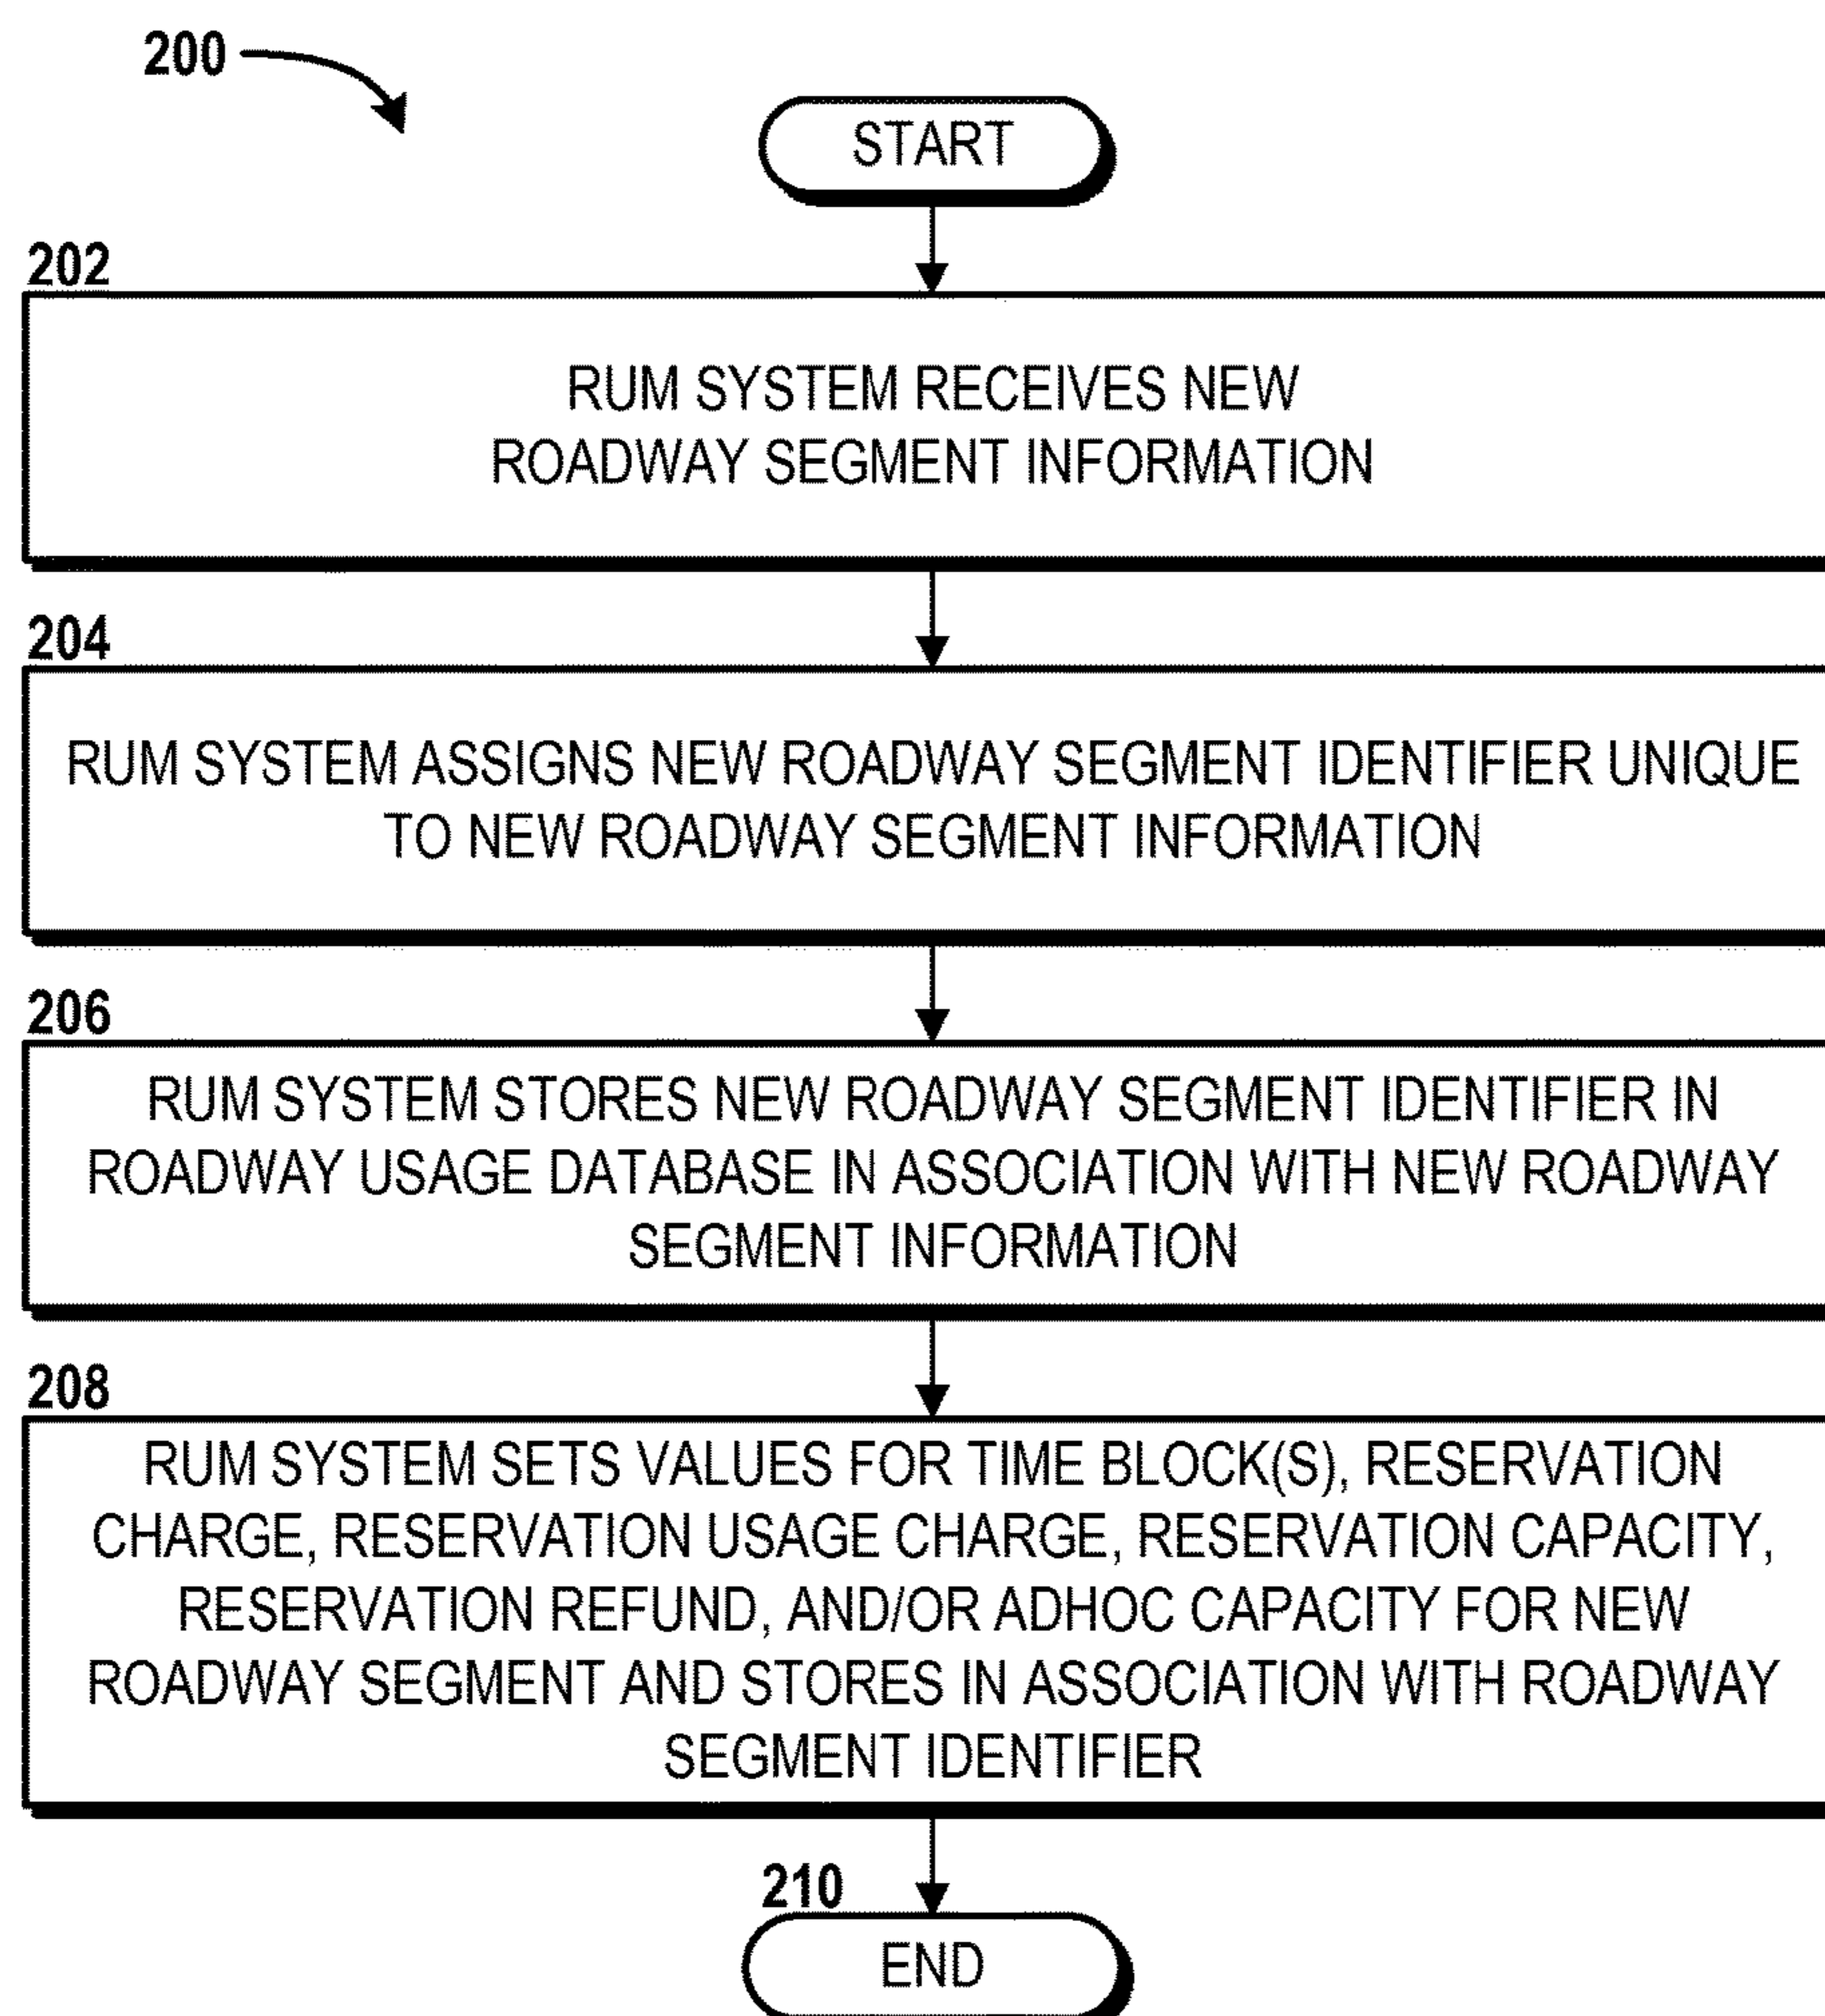 200
START
202
RUM SYSTEM RECEIVES NEW
ROADWAY SEGMENT INFORMATION
204
RUM SYSTEM ASSIGNS NEW ROADWAY SEGMENT IDENTIFIER UNIQUE
TO NEW ROADWAY SEGMENT INFORMATION
206
RUM SYSTEM STORES NEW ROADWAY SEGMENT IDENTIFIER IN
ROADWAY USAGE DATABASE IN ASSOCIATION WITH NEW ROADWAY
SEGMENT INFORMATION
208
RUM SYSTEM SETS VALUES FOR TIME BLOCK(S), RESERVATION
CHARGE, RESERVATION USAGE CHARGE, RESERVATION CAPACITY,
RESERVATION REFUND, AND/OR ADHOC CAPACITY FOR NEW
ROADWAY SEGMENT AND STORES IN ASSOCIATION WITH ROADWAY
SEGMENT IDENTIFIER
210
END